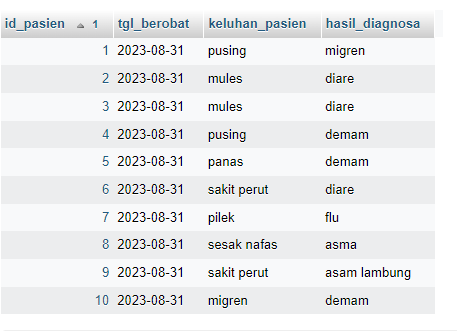 id_pasien 1 tgl_berobat keluhan_pasien hasil_diagnosa
1 2023-08-31 pusing migren
2 2023-08-31 mules diare
3 2023-08-31 mules diare
4 2023-08-31 pusing demam
5 2023-08-31 panas demam
6 2023-08-31 sakit perut diare
7 2023-08-31 pilek flu
8 2023-08-31 sesak nafas asma
9 2023-08-31 sakit perut asam lambung
10 2023-08-31 migren demam